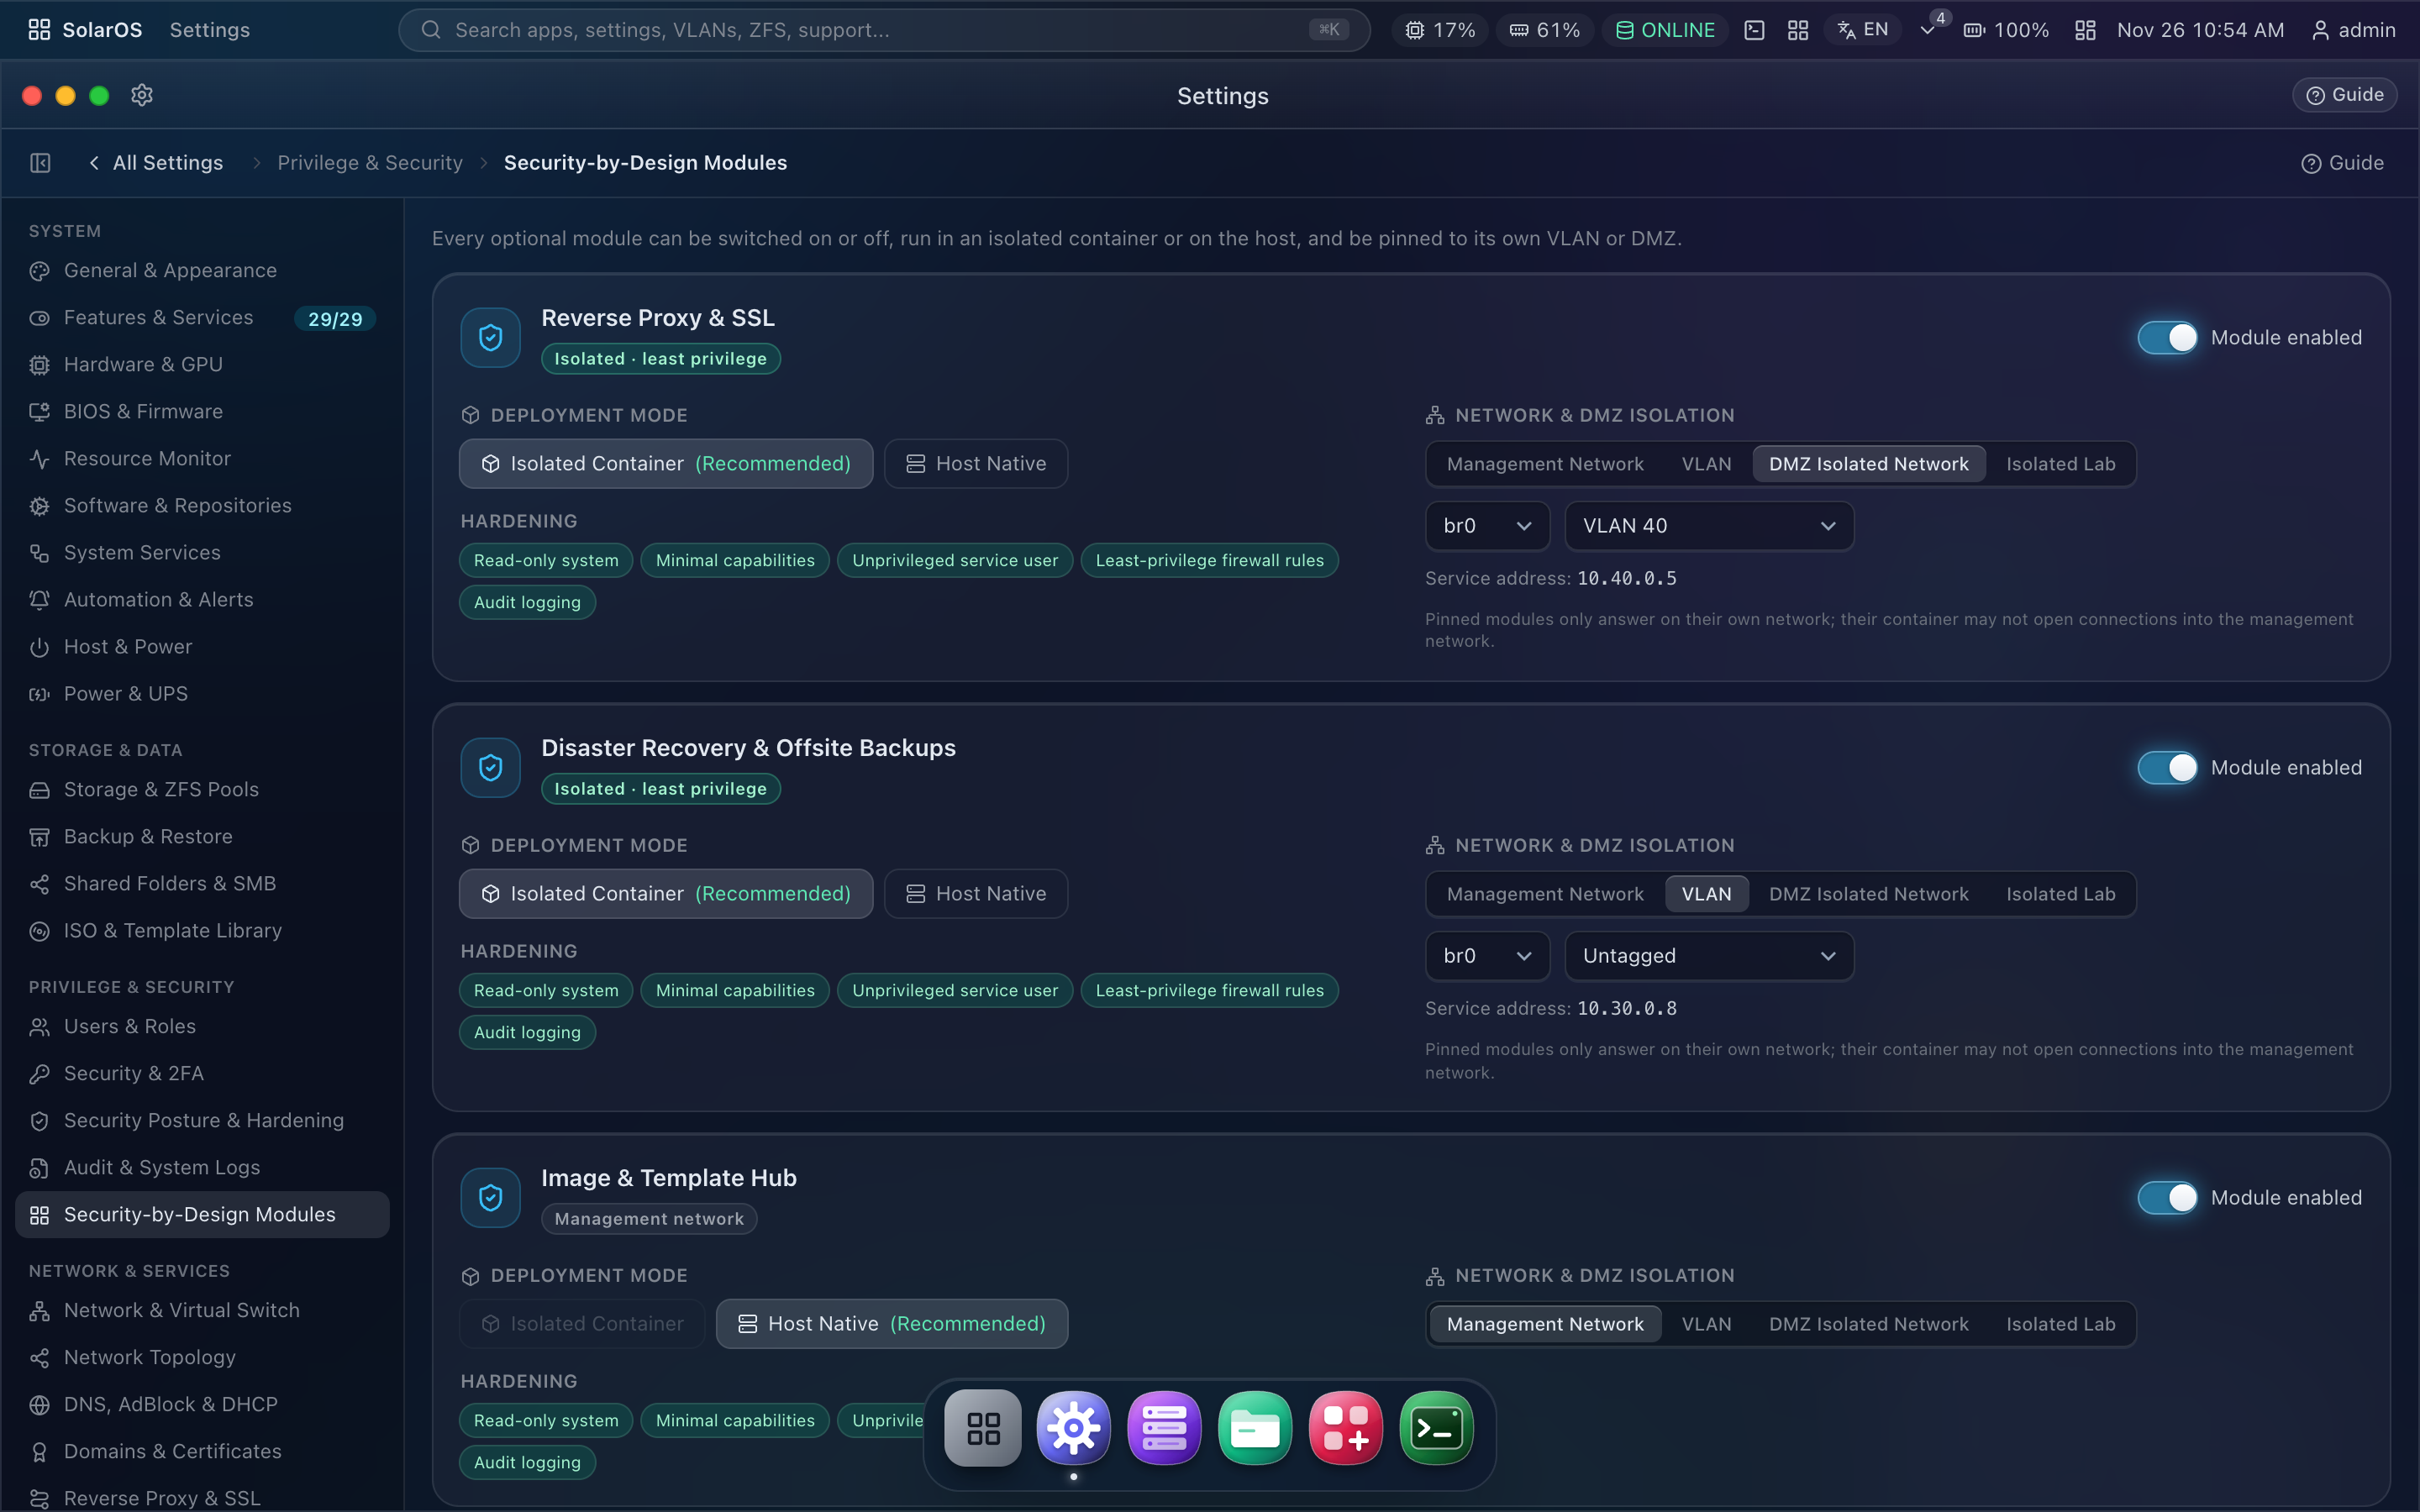 SolarOS Settings Search apps, settings, VLANs, ZFS, support... ⌘K 17% 61% ONLINE EN 4 100% Nov 26 10:54 AM admin
Settings Guide
All Settings Privilege & Security Security-by-Design Modules Guide
SYSTEM
General & Appearance
Features & Services 29/29
Hardware & GPU
BIOS & Firmware
Resource Monitor
Software & Repositories
System Services
Automation & Alerts
Host & Power
Power & UPS
STORAGE & DATA
Storage & ZFS Pools
Backup & Restore
Shared Folders & SMB
ISO & Template Library
PRIVILEGE & SECURITY
Users & Roles
Security & 2FA
Security Posture & Hardening
Audit & System Logs
Security-by-Design Modules
NETWORK & SERVICES
Network & Virtual Switch
Network Topology
DNS, AdBlock & DHCP
Domains & Certificates
Reverse Proxy & SSL
Every optional module can be switched on or off, run in an isolated container or on the host, and be pinned to its own VLAN or DMZ.
Reverse Proxy & SSL
Isolated · least privilege
Module enabled
DEPLOYMENT MODE
Isolated Container (Recommended) Host Native
HARDENING
Read-only system Minimal capabilities Unprivileged service user Least-privilege firewall rules
Audit logging
NETWORK & DMZ ISOLATION
Management Network VLAN DMZ Isolated Network Isolated Lab
br0 VLAN 40
Service address: 10.40.0.5
Pinned modules only answer on their own network; their container may not open connections into the management
network.
Disaster Recovery & Offsite Backups
Isolated · least privilege
Module enabled
DEPLOYMENT MODE
Isolated Container (Recommended) Host Native
HARDENING
Read-only system Minimal capabilities Unprivileged service user Least-privilege firewall rules
Audit logging
NETWORK & DMZ ISOLATION
Management Network VLAN DMZ Isolated Network Isolated Lab
br0 Untagged
Service address: 10.30.0.8
Pinned modules only answer on their own network; their container may not open connections into the management
network.
Image & Template Hub
Management network
Module enabled
DEPLOYMENT MODE
Isolated Container Host Native (Recommended)
HARDENING
Read-only system Minimal capabilities Unprivile
Audit logging
NETWORK & DMZ ISOLATION
Management Network VLAN DMZ Isolated Network Isolated Lab